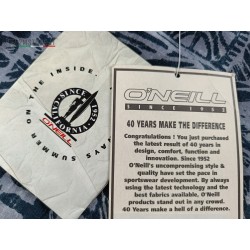 SINCE 1952
CALIFORNIA
THE INSIDE
ALWAYS SUMMER ON
O'NEILL
SINCE 1952
40 YEARS MAKE THE DIFFERENCE
Congratulations ! You just purchased
the latest result of 40 years in
design, comfort, function and
innovation. Since 1952
O'Neill's uncompromising style &
quality have set the pace in
sportswear development. By always
using the latest technology and the
best fabrics available, O'Neill
products stand out in any crowd.
40 Years make a hell of a difference.